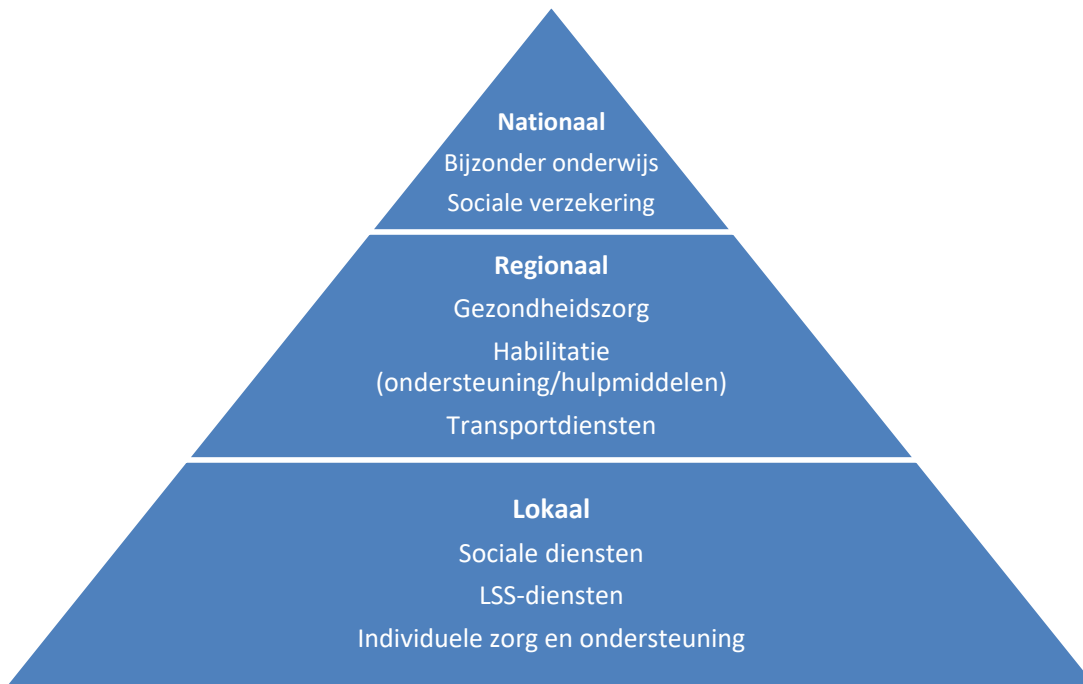 Nationaal
Bijzonder onderwijs
Sociale verzekering
Regionaal
Gezondheidszorg
Habilitatie
(ondersteuning/hulpmiddelen)
Transportdiensten
Lokaal
Sociale diensten
LSS-diensten
Individuele zorg en ondersteuning